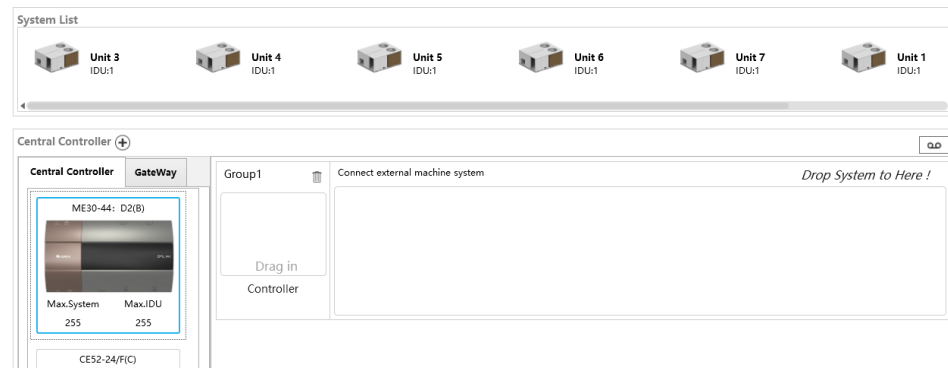 System List
Unit 3
IDU:1
Unit 4
IDU:1
Unit 5
IDU:1
Unit 6
IDU:1
Unit 7
IDU:1
Unit 1
IDU:1
Central Controller
Central Controller
GateWay
ME30-44: D2(B)
Max.System Max.IDU
255 255
CE52-24/F(C)
Group1
Drag in
Controller
Connect external machine system
Drop System to Here !